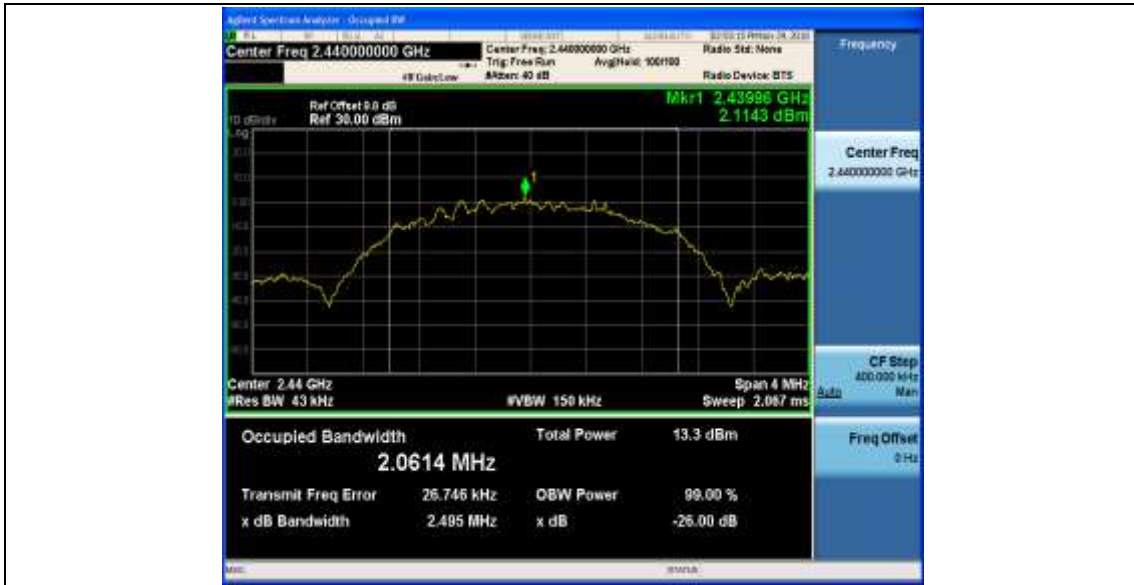 Agilent Spectrum Analyzer - Occupied BW
Center Freq 2.440000000 GHz
Center Freq: 2.440000000 GHz
Radio Std: None
Frequency
Trig: Free Run
Avg|Hold: 100/100
#IFGain:Low
#Atten: 40 dB
Radio Device: BTS
Ref Offset 9.8 dB
Mkr1 2.43996 GHz
10 dB/div
Ref 30.00 dBm
2.1143 dBm
Log
1
Center Freq
2.440000000 GHz
Center 2.44 GHz
Span 4 MHz
#Res BW 43 kHz
#VBW 150 kHz
Sweep 2.067 ms
CF Step
400.000 kHz
Auto
Man
Occupied Bandwidth
Total Power
13.3 dBm
2.0614 MHz
Freq Offset
0 Hz
Transmit Freq Error
26.746 kHz
OBW Power
99.00 %
x dB Bandwidth
2.495 MHz
x dB
-26.00 dB
MSG
STATUS